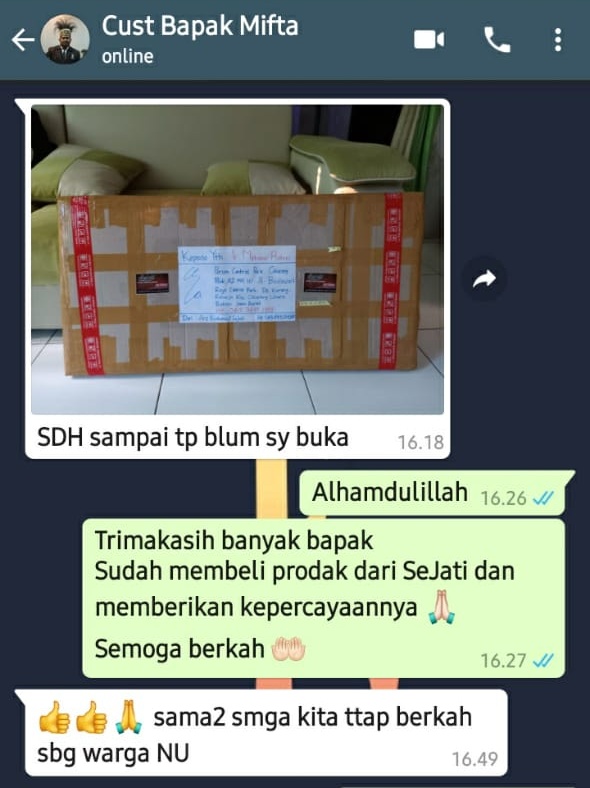 Cust Bapak Mifta
online
Kepada Yth
SDH sampai tp blum sy buka
16.18
Alhamdulillah
16.26
Trimakasih banyak bapak
Sudah membeli prodak dari SeJati dan
memberikan kepercayaannya 🙏🏻
Semoga berkah 🤲🏻
16.27
👍👍🙏 sama2 smga kita ttap berkah
sbg warga NU
16.49